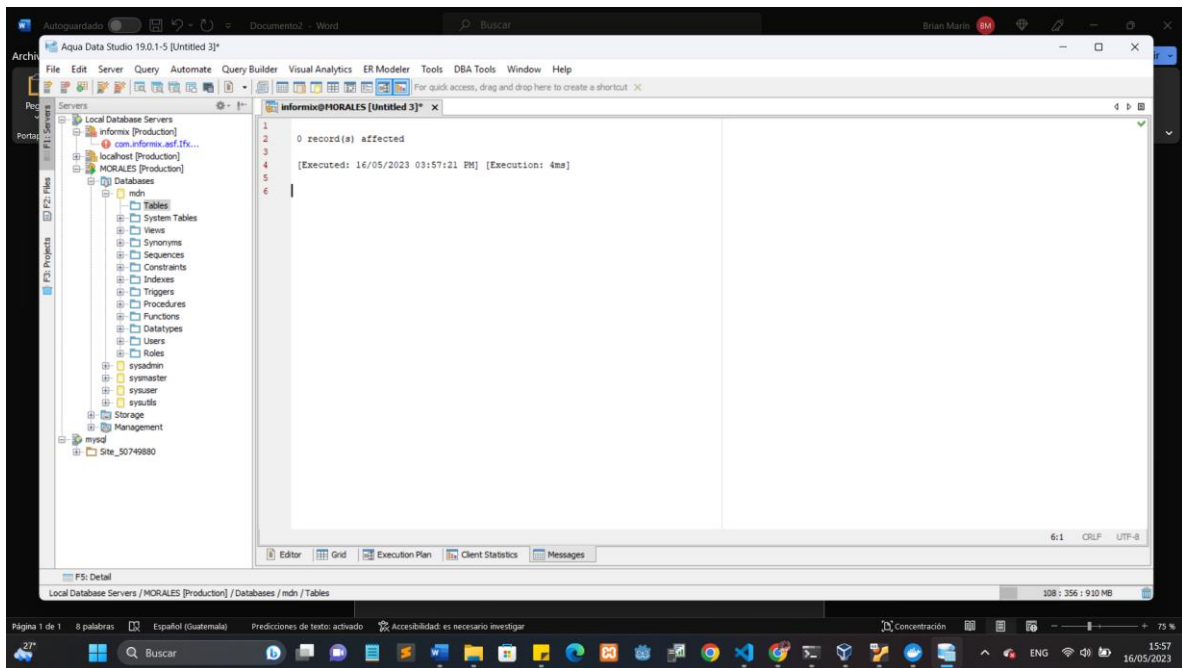 Autoguardado
Documento2 - Word
Buscar
Brian Marin
BM
Aqua Data Studio 19.0.1-5 [Untitled 3]*
File Edit Server Query Automate Query Builder Visual Analytics ER Modeler Tools DBA Tools Window Help
For quick access, drag and drop here to create a shortcut
Servers
informix@MORALES [Untitled 3]*
F1: Servers
F2: Files
F3: Projects
Local Database Servers
informix [Production]
com.informix.asf.Ifx...
localhost [Production]
MORALES [Production]
Databases
mdn
Tables
System Tables
Views
Synonyms
Sequences
Constraints
Indexes
Triggers
Procedures
Functions
Datatypes
Users
Roles
sysadmin
sysmaster
sysuser
sysutils
Storage
Management
mysql
Site_50749880
1
2 0 record(s) affected
3
4 [Executed: 16/05/2023 03:57:21 PM] [Execution: 4ms]
5
6
6:1 CRLF UTF-8
Editor Grid Execution Plan Client Statistics Messages
F5: Detail
Local Database Servers / MORALES [Production] / Databases / mdn / Tables
108 : 356 : 910 MB
Página 1 de 1 8 palabras Español (Guatemala) Predicciones de texto: activado Accesibilidad: es necesario investigar
Concentración
75 %
27°
Buscar
ENG
15:57
16/05/2023